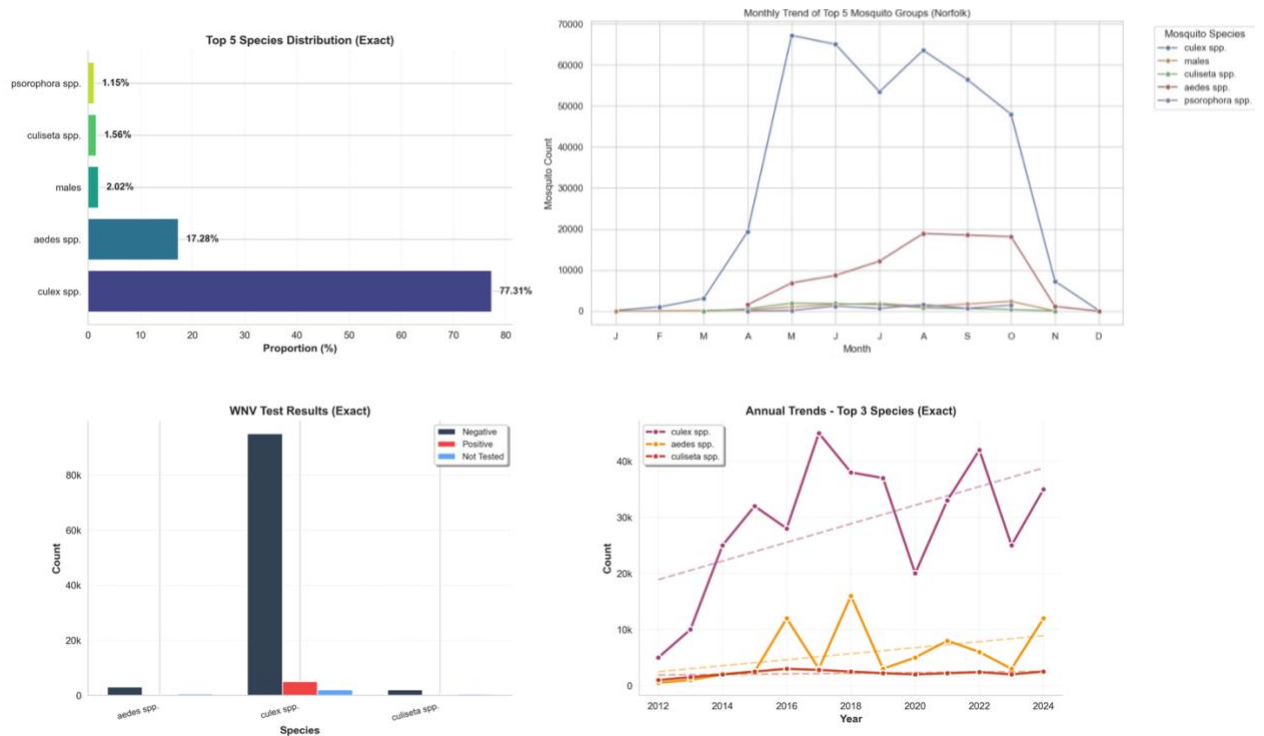 Top 5 Species Distribution (Exact)
psorophora spp.
1.15%
culiseta spp.
1.56%
males
2.02%
aedes spp.
17.28%
culex spp.
77.31%
0 10 20 30 40 50 60 70 80
Proportion (%)
Monthly Trend of Top 5 Mosquito Groups (Norfolk)
70000
60000
50000
40000
30000
20000
10000
0
Mosquito Count
J F M A M J J A S O N D
Month
Mosquito Species
culex spp.
males
culiseta spp.
aedes spp.
psorophora spp.
WNV Test Results (Exact)
Negative
Positive
Not Tested
80k
60k
40k
20k
0
Count
aedes spp. culex spp. culiseta spp.
Species
Annual Trends - Top 3 Species (Exact)
culex spp.
aedes spp.
culiseta spp.
40k
30k
20k
10k
0
Count
2012 2014 2016 2018 2020 2022 2024
Year